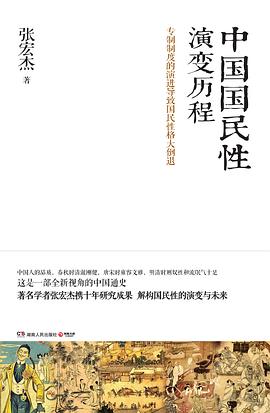 中国国民性
演变历程
专制制度的演进导致国民性格大倒退
张宏杰 著
中国人的品质，春秋时清澈刚健，唐宋时雍容文雅，明清时则奴性和流氓气十足
这是一部全新视角的中国通史
著名学者张宏杰携十年研究成果 解构国民性的演变与未来
湖南人民出版社